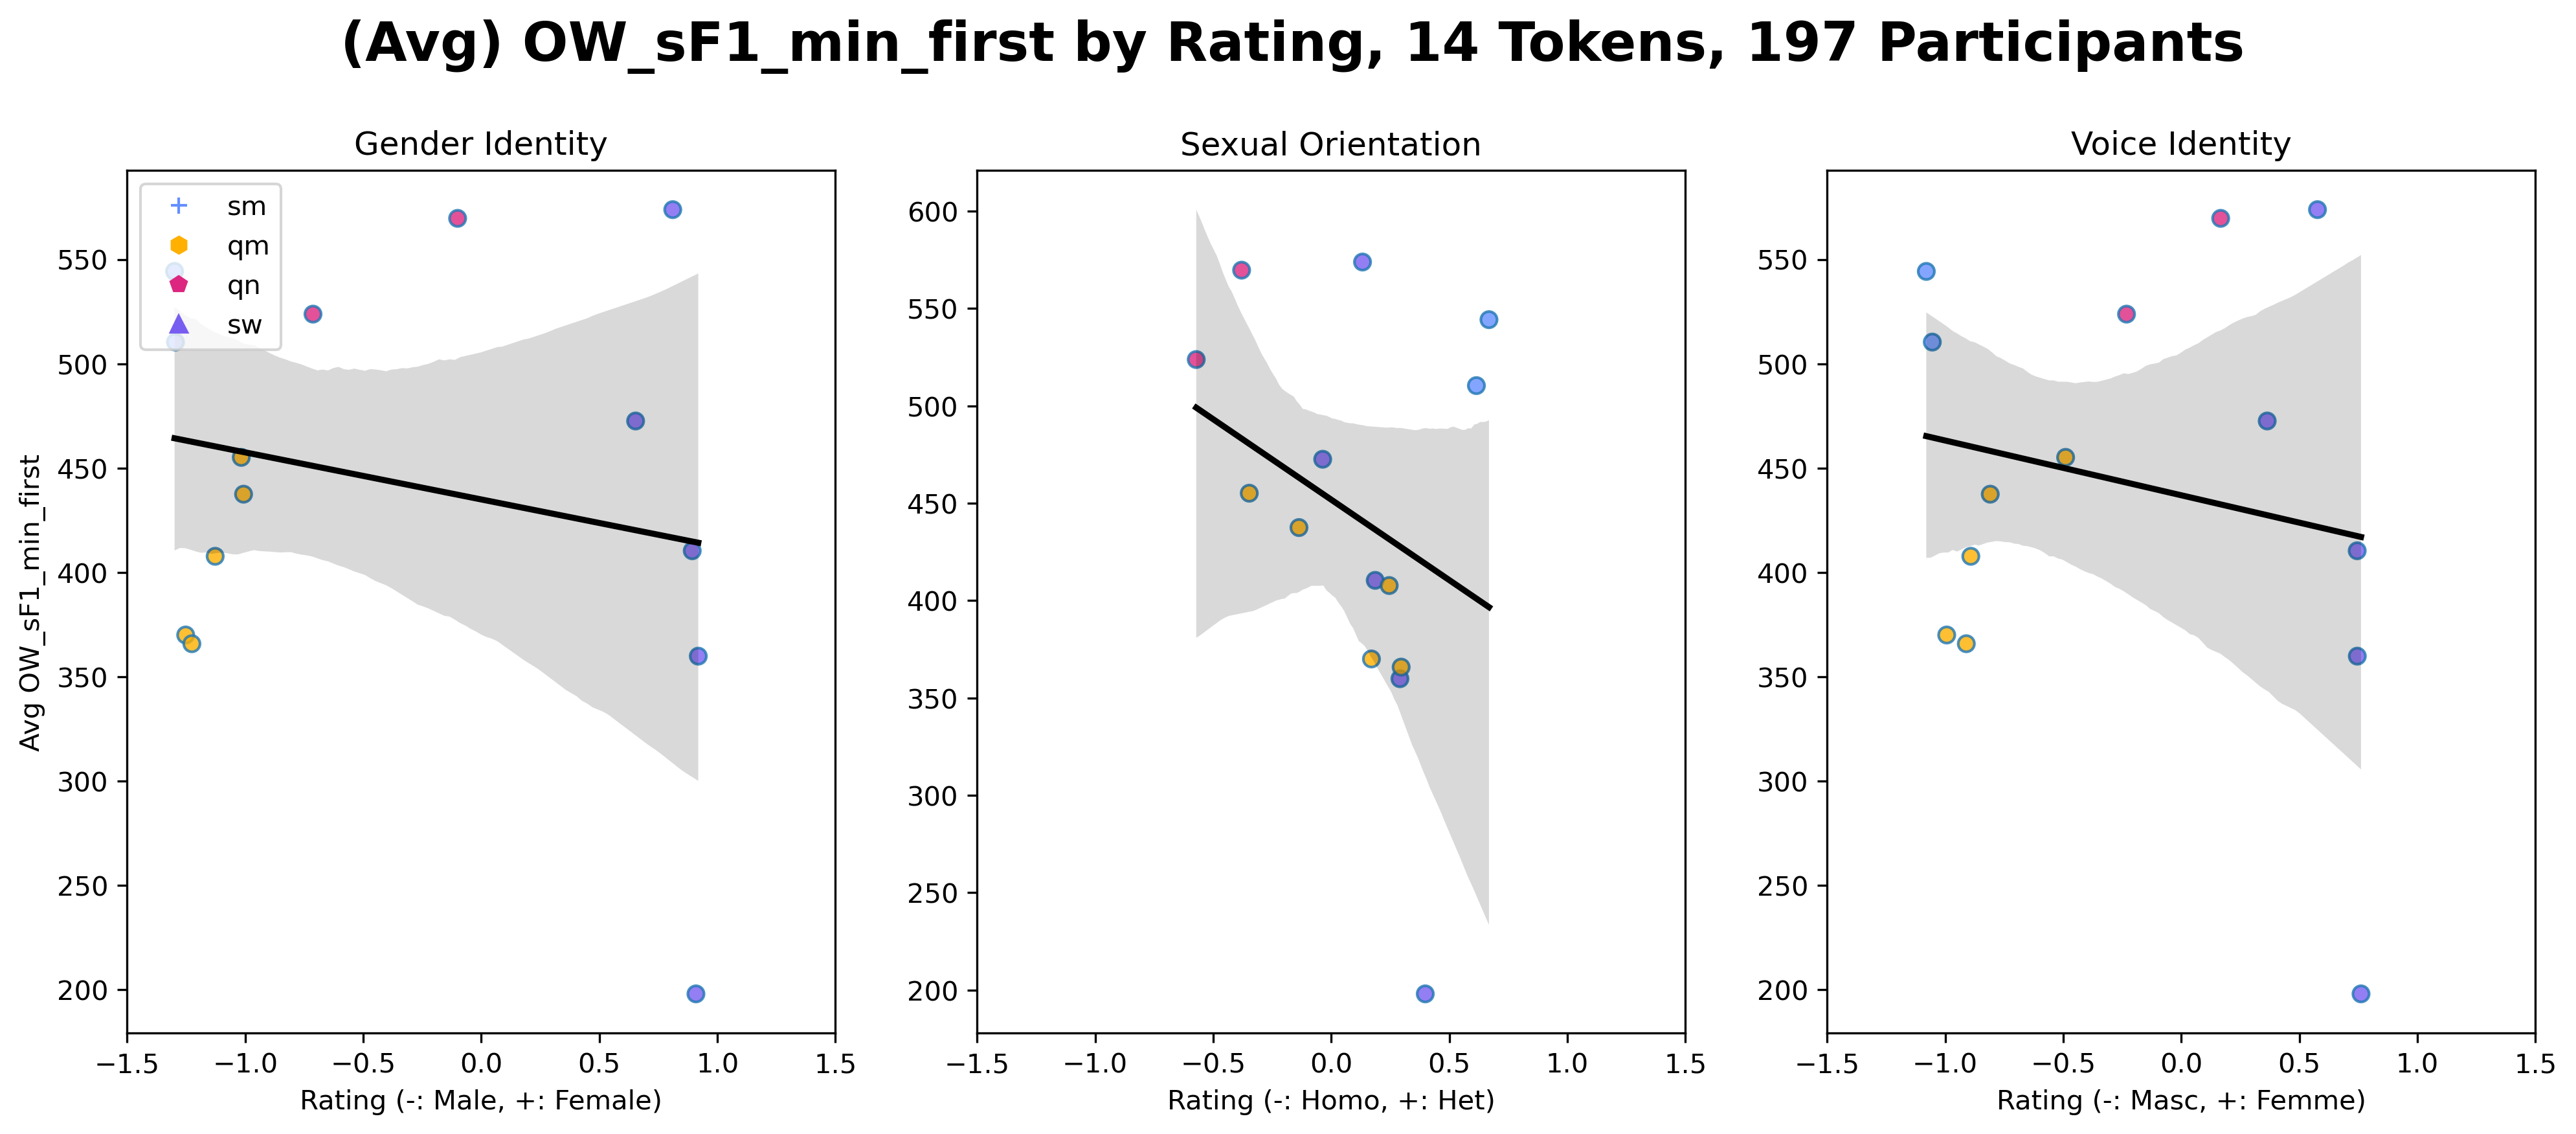 (Avg) OW_sF1_min_first by Rating, 14 Tokens, 197 Participants
Gender Identity
sm
qm
qn
sw
550
500
450
400
350
300
250
200
Avg OW_sF1_min_first
−1.5 −1.0 −0.5 0.0 0.5 1.0 1.5
Rating (-: Male, +: Female)
Sexual Orientation
600
550
500
450
400
350
300
250
200
−1.5 −1.0 −0.5 0.0 0.5 1.0 1.5
Rating (-: Homo, +: Het)
Voice Identity
550
500
450
400
350
300
250
200
−1.5 −1.0 −0.5 0.0 0.5 1.0 1.5
Rating (-: Masc, +: Femme)